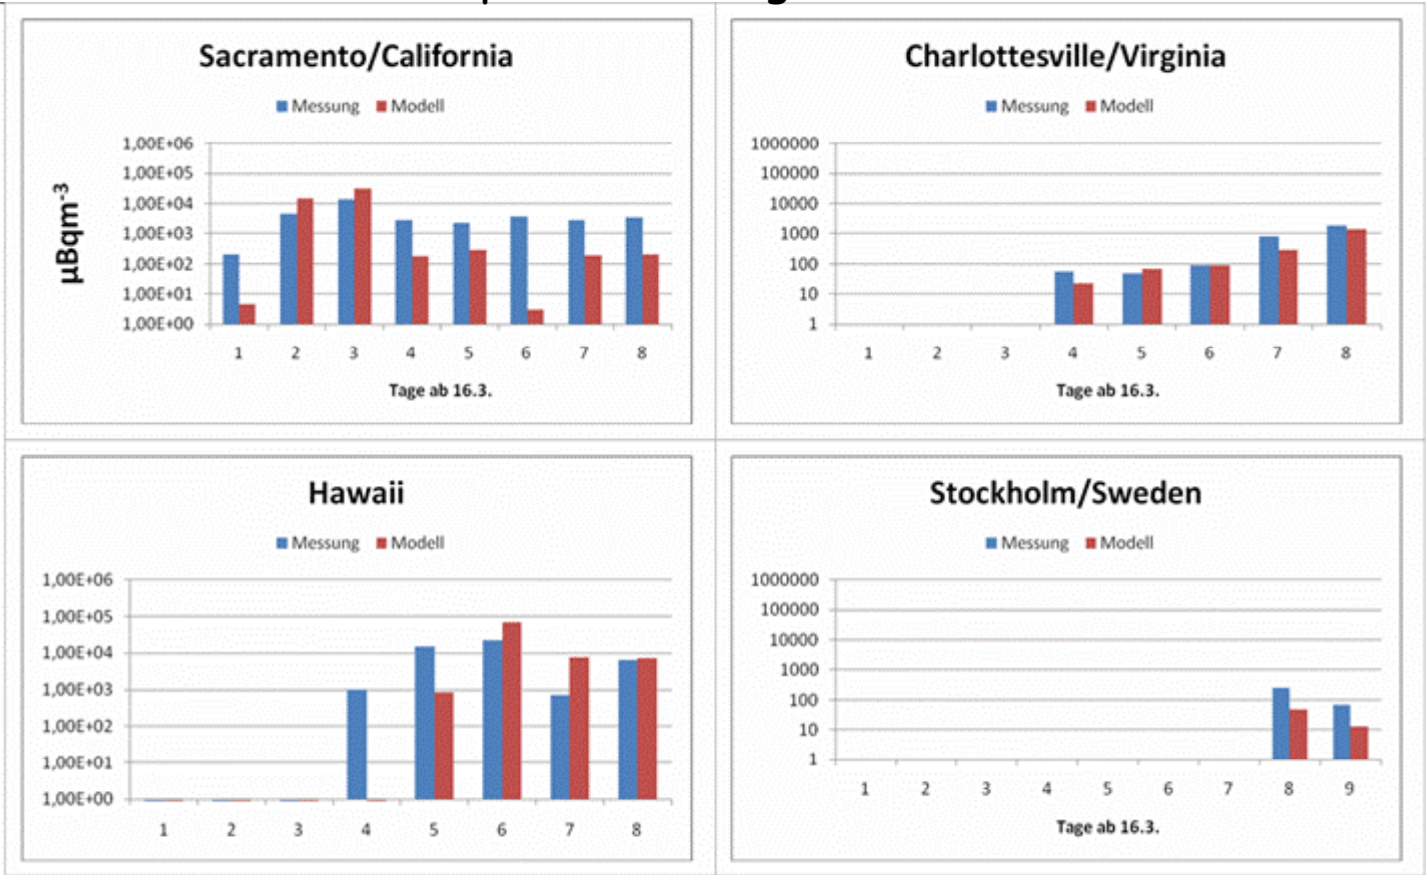 Sacramento/California
Messung Modell
µBqm-3
1,00E+06
1,00E+05
1,00E+04
1,00E+03
1,00E+02
1,00E+01
1,00E+00
1 2 3 4 5 6 7 8
Tage ab 16.3.
Charlottesville/Virginia
Messung Modell
1000000
100000
10000
1000
100
10
1
1 2 3 4 5 6 7 8
Tage ab 16.3.
Hawaii
Messung Modell
1,00E+06
1,00E+05
1,00E+04
1,00E+03
1,00E+02
1,00E+01
1,00E+00
1 2 3 4 5 6 7 8
Stockholm/Sweden
Messung Modell
1000000
100000
10000
1000
100
10
1
1 2 3 4 5 6 7 8 9
Tage ab 16.3.